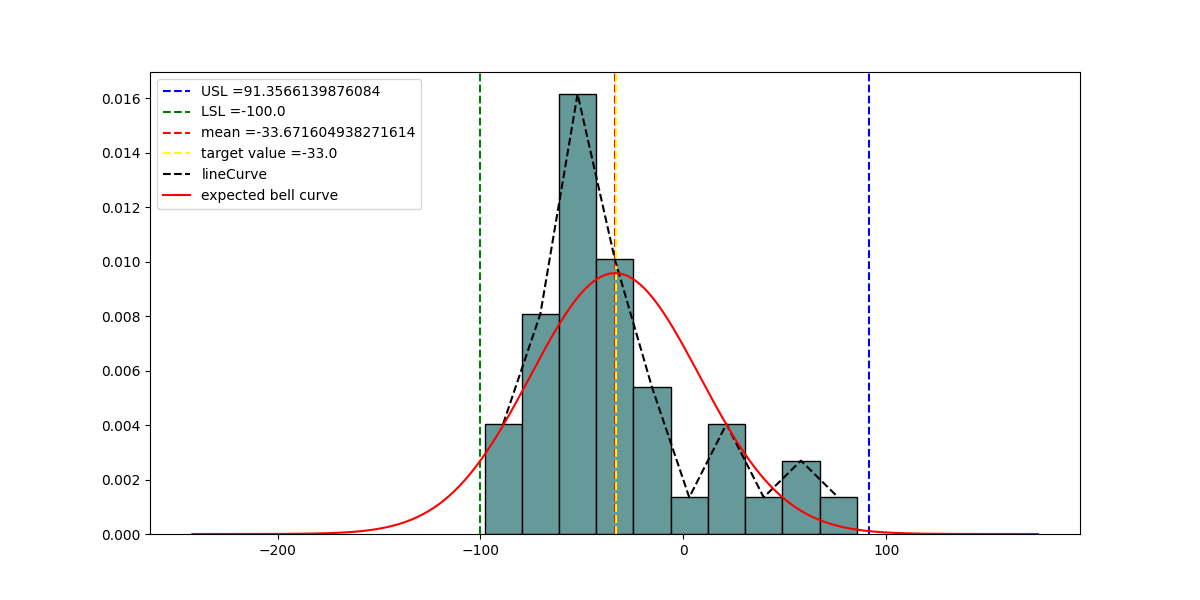 USL =91.3566139876084
LSL =-100.0
mean =-33.671604938271614
target value =-33.0
lineCurve
expected bell curve
0.016
0.014
0.012
0.010
0.008
0.006
0.004
0.002
0.000
−200
−100
0
100